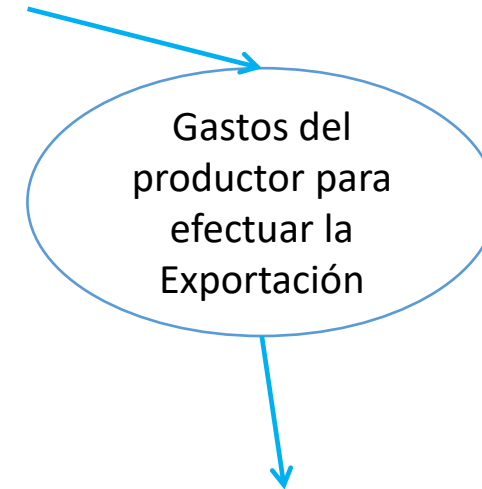 Gastos del
productor para
efectuar la
Exportación